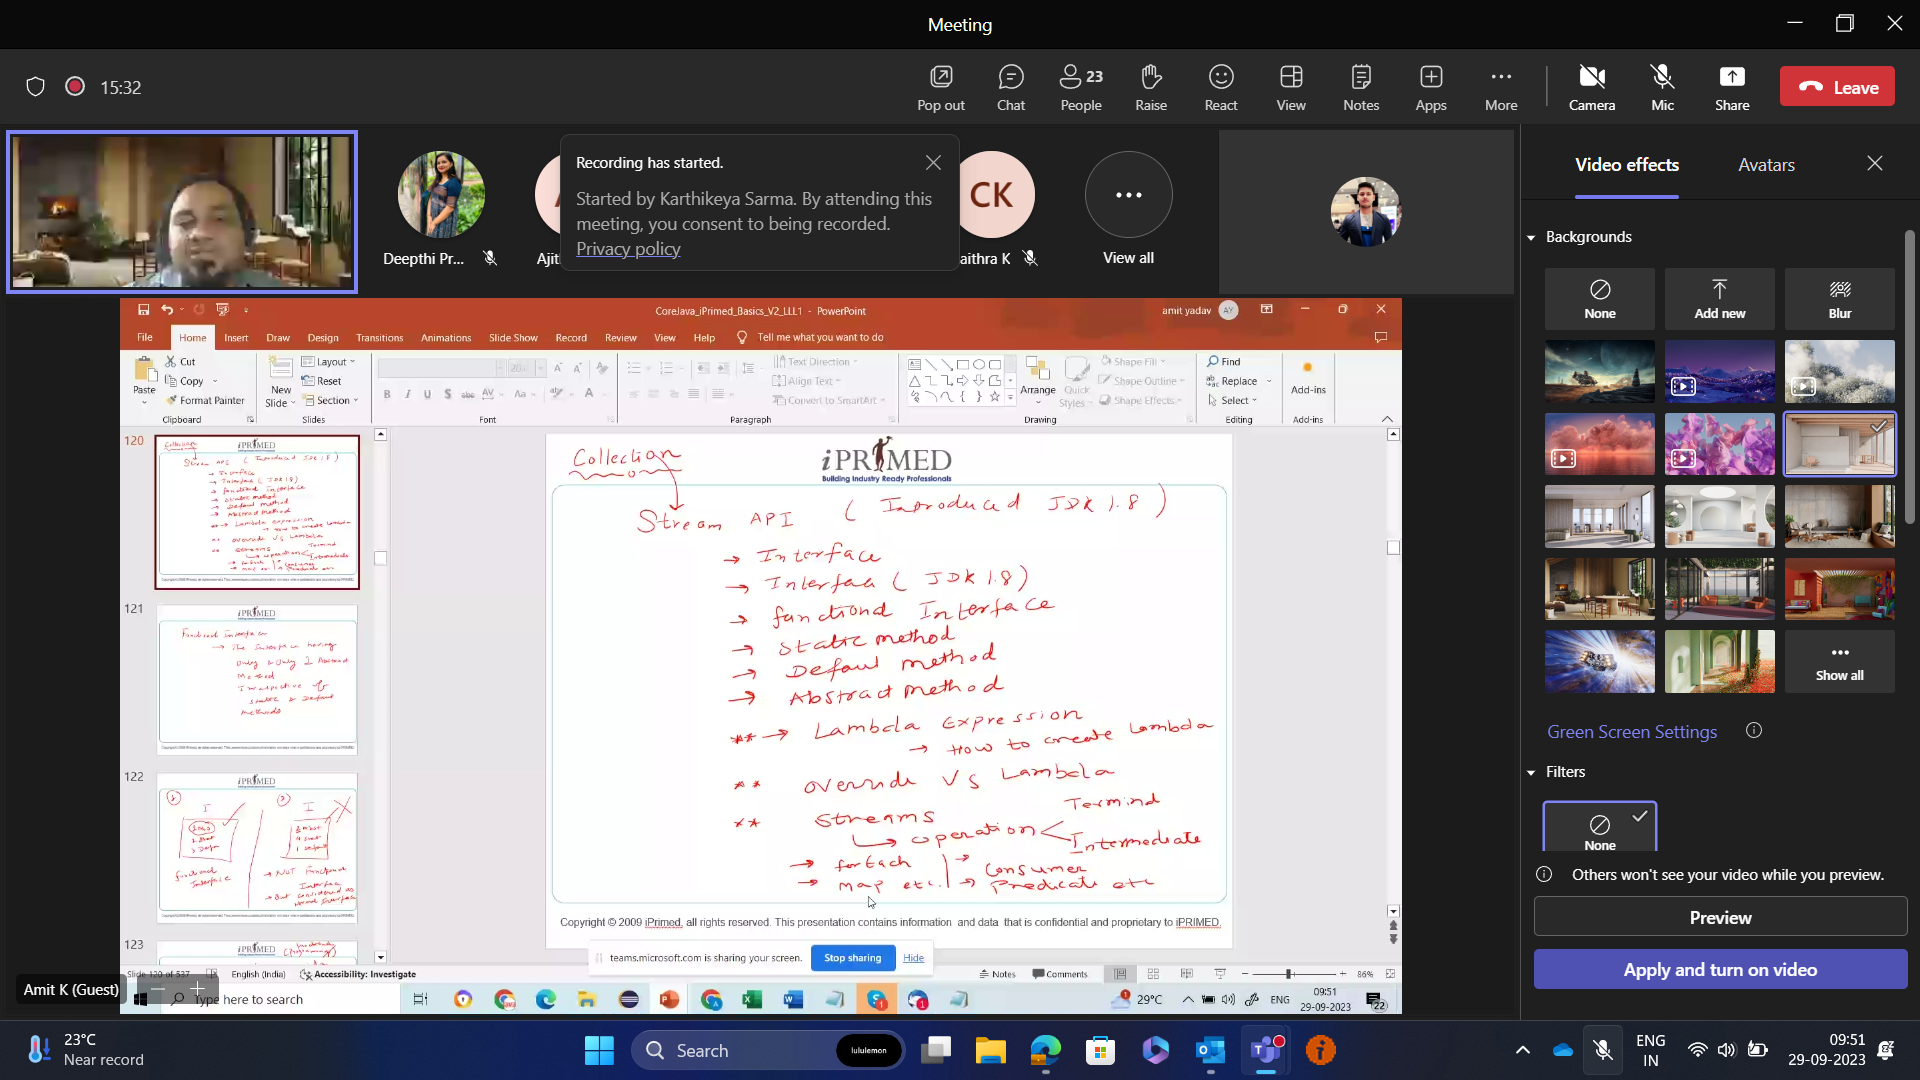 Meeting
15:32
Pop out
Chat
23
People
Raise
React
View
Notes
Apps
More
Camera
Mic
Share
Leave
Deepthi Pr...
Ajit
Recording has started.
Started by Karthikeya Sarma. By attending this
meeting, you consent to being recorded.
Privacy policy
CK
aithra K
View all
CoreJava_iPrimed_Basics_V2_LLL1 - PowerPoint
amit yadav
AY
File
Home
Insert
Draw
Design
Transitions
Animations
Slide Show
Record
Review
View
Help
Tell me what you want to do
Paste
Cut
Copy
Format Painter
Clipboard
New
Slide
Layout
Reset
Section
Slides
Font
Text Direction
Align Text
Convert to SmartArt
Paragraph
Arrange
Quick
Styles
Shape Fill
Shape Outline
Shape Effects
Drawing
Find
Replace
Select
Editing
Add-ins
Add-ins
120
121
122
123
Collection
iPRIMED
Building Industry Ready Professionals
Stream API ( Introduced JDK 1.8 )
→ Interface
→ Interfaa ( JDK 1.8 )
→ functiond Interface
→ Static method
→ Defaul method
→ Abstract method
** → Lambda Expression
→ How to create Lambda
** override Vs Lambda
** Streams
operation
Termind
Intermediate
→ forEach
→ map etc.
→ Consumer
→ Predicate etc
Copyright © 2009 iPrimed, all rights reserved. This presentation contains information and data that is confidential and proprietary to iPRIMED.
teams.microsoft.com is sharing your screen.
Stop sharing
Hide
Slide 120 of 537
English (India)
Accessibility: Investigate
Notes
Comments
86%
Amit K (Guest)
Type here to search
29°C
ENG
09:51
29-09-2023
22
Video effects
Avatars
Backgrounds
None
Add new
Blur
Show all
Green Screen Settings
Filters
None
Others won't see your video while you preview.
Preview
Apply and turn on video
23°C
Near record
Search
lululemon
ENG
IN
09:51
29-09-2023